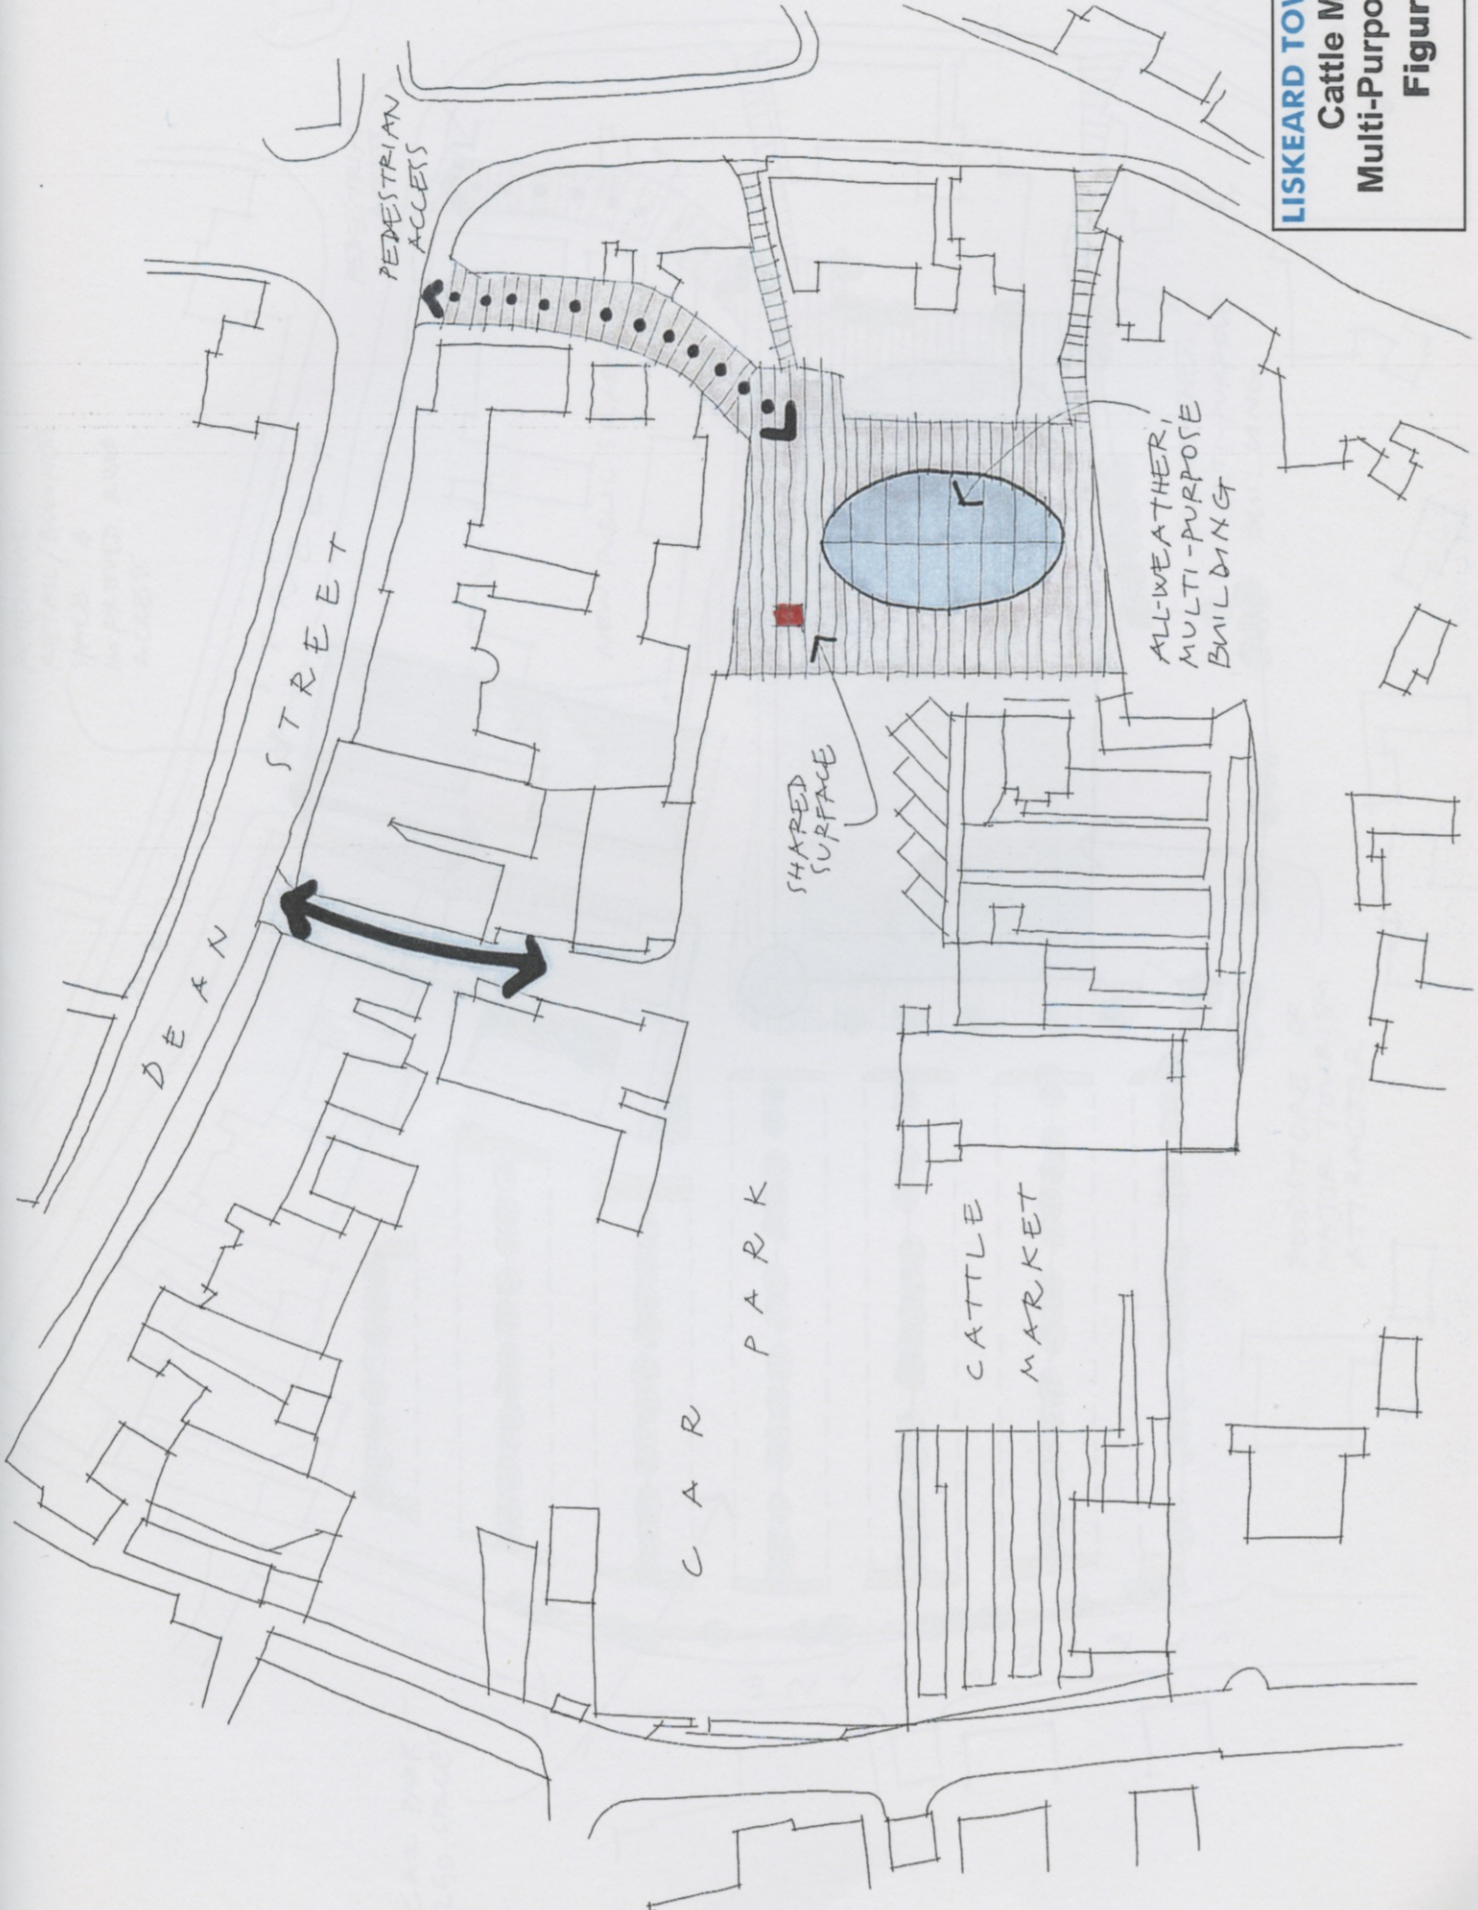 LISKEARD TOW
Cattle M
Multi-Purpo
Figur
PEDESTRIAN
ACCESS
DEAN STREET
ALL-WEATHER,
MULTI-PURPOSE
BUILDING
SHARED
SURFACE
CAR PARK
CATTLE
MARKET